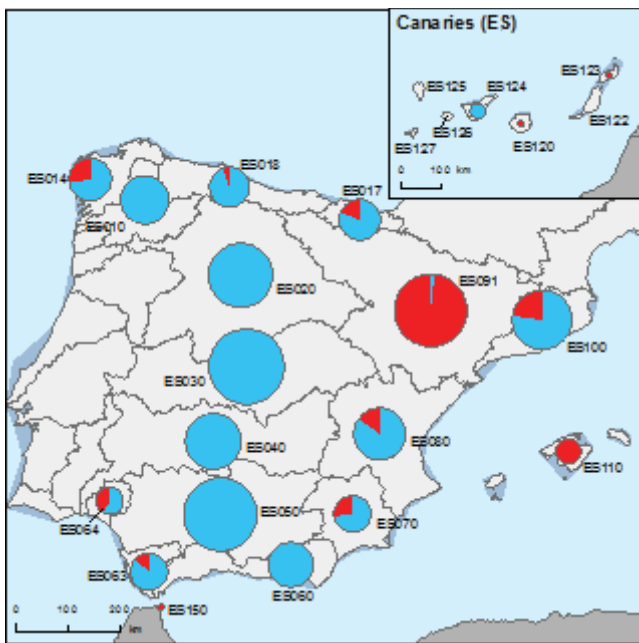 Canaries (ES)
ES123
ES125
ES124
ES126
ES122
ES127
ES120
0 100
km
ES018
ES014
ES017
ES010
ES091
ES020
ES100
ES030
ES040
ES080
ES110
ES050
ES064
ES070
ES063
ES060
ES150
0 100 200
km